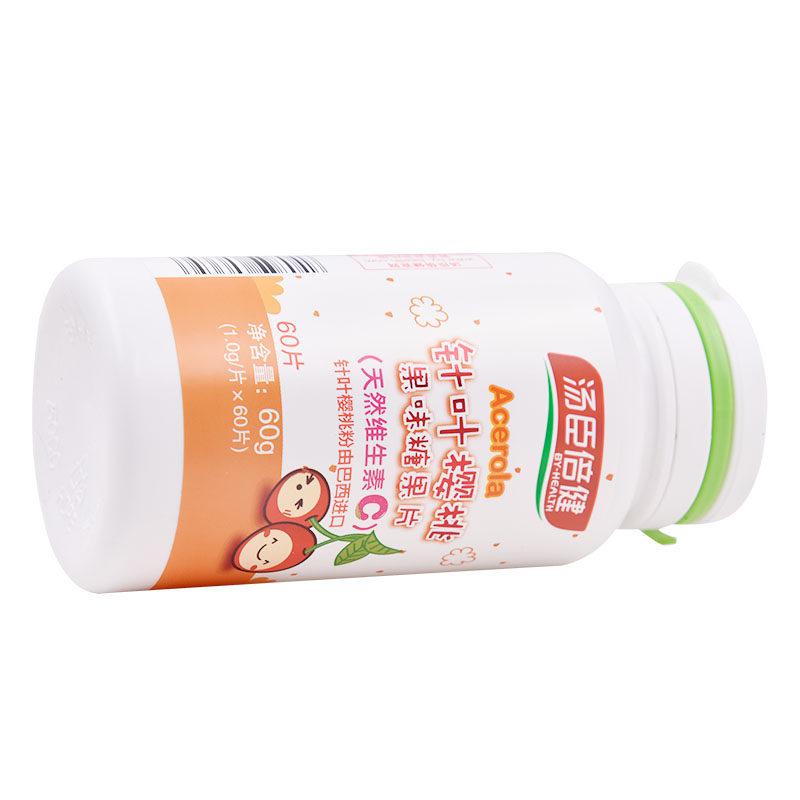 汤臣倍健
BY-HEALTH
Acerola
针叶樱桃
果味糖果片
(天然维生素C)
针叶樱桃粉由巴西进口
60片
净含量：60g
(1.0g/片×60片)